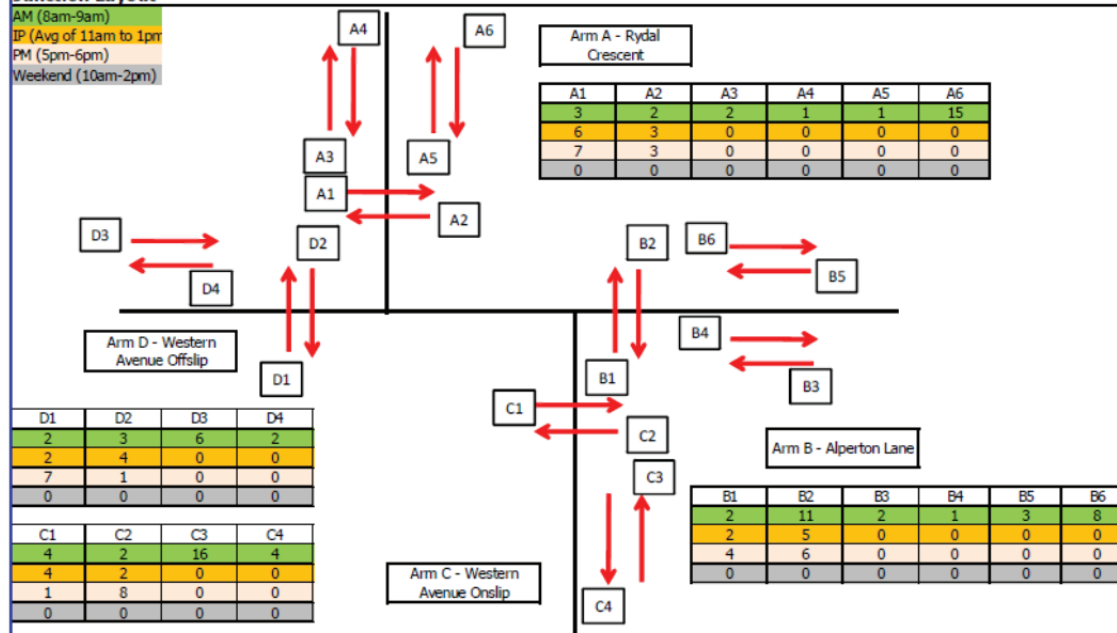 AM (8am-9am)
IP (Avg of 11am to 1pm
PM (5pm-6pm)
Weekend (10am-2pm)
A4
A6
Arm A - Rydal
Crescent
A1 A2 A3 A4 A5 A6
3 2 2 1 1 15
6 3 0 0 0 0
7 3 0 0 0 0
0 0 0 0 0 0
A3
A5
A1
A2
D3
D2
D4
B2
B6
B5
Arm D - Western
Avenue Offslip
B4
D1
B1
B3
C1
C2
D1 D2 D3 D4
2 3 6 2
2 4 0 0
7 1 0 0
0 0 0 0
Arm B - Alperton Lane
C3
B1 B2 B3 B4 B5 B6
2 11 2 1 3 8
2 5 0 0 0 0
4 6 0 0 0 0
0 0 0 0 0 0
C1 C2 C3 C4
4 2 16 4
4 2 0 0
1 8 0 0
0 0 0 0
Arm C - Western
Avenue Onslip
C4